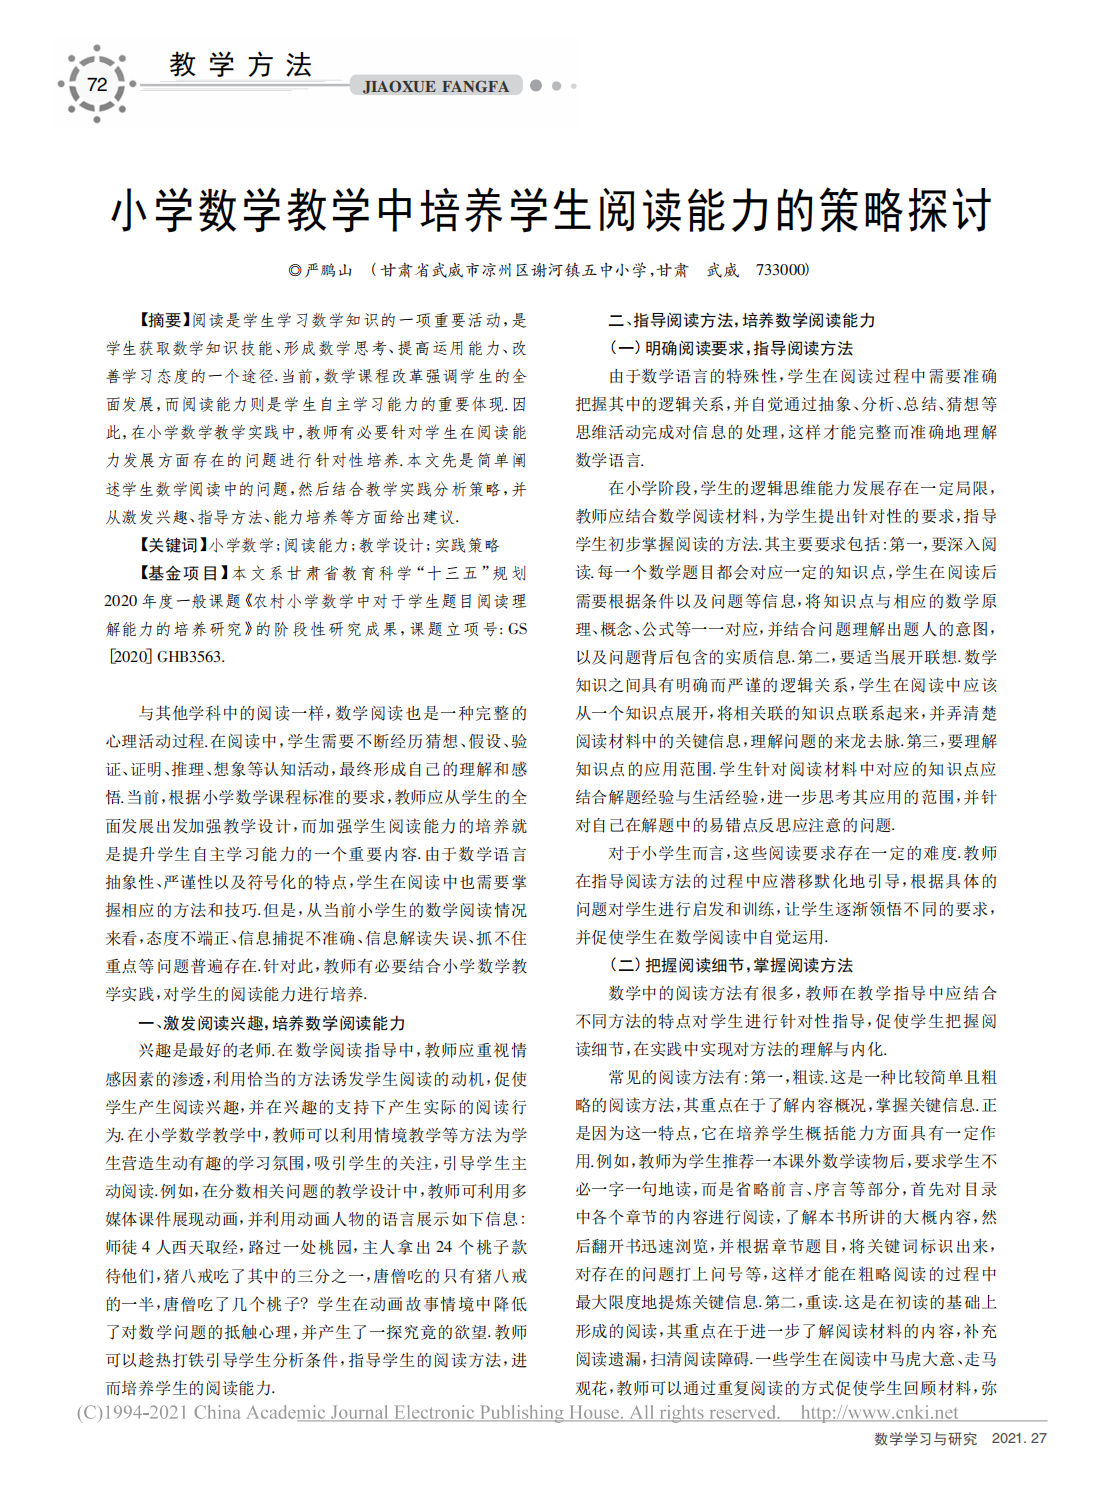 72
教学方法
JIAOXUE FANGFA
小学数学教学中培养学生阅读能力的策略探讨
◎严鹏山 (甘肃省武威市凉州区谢河镇五中小学,甘肃 武威 733000)
【摘要】阅读是学生学习数学知识的一项重要活动,是
学生获取数学知识技能、形成数学思考、提高运用能力、改
善学习态度的一个途径.当前,数学课程改革强调学生的全
面发展,而阅读能力则是学生自主学习能力的重要体现.因
此,在小学数学教学实践中,教师有必要针对学生在阅读能
力发展方面存在的问题进行针对性培养.本文先是简单阐
述学生数学阅读中的问题,然后结合教学实践分析策略,并
从激发兴趣、指导方法、能力培养等方面给出建议.
【关键词】小学数学;阅读能力;教学设计;实践策略
【基金项目】本文系甘肃省教育科学“十三五”规划
2020 年度一般课题《农村小学数学中对于学生题目阅读理
解能力的培养研究》的阶段性研究成果,课题立项号:GS
[2020]GHB3563.
与其他学科中的阅读一样,数学阅读也是一种完整的
心理活动过程.在阅读中,学生需要不断经历猜想、假设、验
证、证明、推理、想象等认知活动,最终形成自己的理解和感
悟.当前,根据小学数学课程标准的要求,教师应从学生的全
面发展出发加强教学设计,而加强学生阅读能力的培养就
是提升学生自主学习能力的一个重要内容.由于数学语言
抽象性、严谨性以及符号化的特点,学生在阅读中也需要掌
握相应的方法和技巧.但是,从当前小学生的数学阅读情况
来看,态度不端正、信息捕捉不准确、信息解读失误、抓不住
重点等问题普遍存在.针对此,教师有必要结合小学数学教
学实践,对学生的阅读能力进行培养.
一、激发阅读兴趣,培养数学阅读能力
兴趣是最好的老师.在数学阅读指导中,教师应重视情
感因素的渗透,利用恰当的方法诱发学生阅读的动机,促使
学生产生阅读兴趣,并在兴趣的支持下产生实际的阅读行
为.在小学数学教学中,教师可以利用情境教学等方法为学
生营造生动有趣的学习氛围,吸引学生的关注,引导学生主
动阅读.例如,在分数相关问题的教学设计中,教师可利用多
媒体课件展现动画,并利用动画人物的语言展示如下信息:
师徒 4 人西天取经,路过一处桃园,主人拿出 24 个桃子款
待他们,猪八戒吃了其中的三分之一,唐僧吃的只有猪八戒
的一半,唐僧吃了几个桃子? 学生在动画故事情境中降低
了对数学问题的抵触心理,并产生了一探究竟的欲望.教师
可以趁热打铁引导学生分析条件,指导学生的阅读方法,进
而培养学生的阅读能力.
二、指导阅读方法,培养数学阅读能力
(一)明确阅读要求,指导阅读方法
由于数学语言的特殊性,学生在阅读过程中需要准确
把握其中的逻辑关系,并自觉通过抽象、分析、总结、猜想等
思维活动完成对信息的处理,这样才能完整而准确地理解
数学语言.
在小学阶段,学生的逻辑思维能力发展存在一定局限,
教师应结合数学阅读材料,为学生提出针对性的要求,指导
学生初步掌握阅读的方法.其主要要求包括:第一,要深入阅
读.每一个数学题目都会对应一定的知识点,学生在阅读后
需要根据条件以及问题等信息,将知识点与相应的数学原
理、概念、公式等一一对应,并结合问题理解出题人的意图,
以及问题背后包含的实质信息.第二,要适当展开联想.数学
知识之间具有明确而严谨的逻辑关系,学生在阅读中应该
从一个知识点展开,将相关联的知识点联系起来,并弄清楚
阅读材料中的关键信息,理解问题的来龙去脉.第三,要理解
知识点的应用范围.学生针对阅读材料中对应的知识点应
结合解题经验与生活经验,进一步思考其应用的范围,并针
对自己在解题中的易错点反思应注意的问题.
对于小学生而言,这些阅读要求存在一定的难度.教师
在指导阅读方法的过程中应潜移默化地引导,根据具体的
问题对学生进行启发和训练,让学生逐渐领悟不同的要求,
并促使学生在数学阅读中自觉运用.
(二)把握阅读细节,掌握阅读方法
数学中的阅读方法有很多,教师在教学指导中应结合
不同方法的特点对学生进行针对性指导,促使学生把握阅
读细节,在实践中实现对方法的理解与内化.
常见的阅读方法有:第一,粗读.这是一种比较简单且粗
略的阅读方法,其重点在于了解内容概况,掌握关键信息.正
是因为这一特点,它在培养学生概括能力方面具有一定作
用.例如,教师为学生推荐一本课外数学读物后,要求学生不
必一字一句地读,而是省略前言、序言等部分,首先对目录
中各个章节的内容进行阅读,了解本书所讲的大概内容,然
后翻开书迅速浏览,并根据章节题目,将关键词标识出来,
对存在的问题打上问号等,这样才能在粗略阅读的过程中
最大限度地提炼关键信息.第二,重读.这是在初读的基础上
形成的阅读,其重点在于进一步了解阅读材料的内容,补充
阅读遗漏,扫清阅读障碍.一些学生在阅读中马虎大意、走马
观花,教师可以通过重复阅读的方式促使学生回顾材料,弥
(C)1994-2021 China Academic Journal Electronic Publishing House. All rights reserved. http://www.cnki.net
数学学习与研究 2021. 27